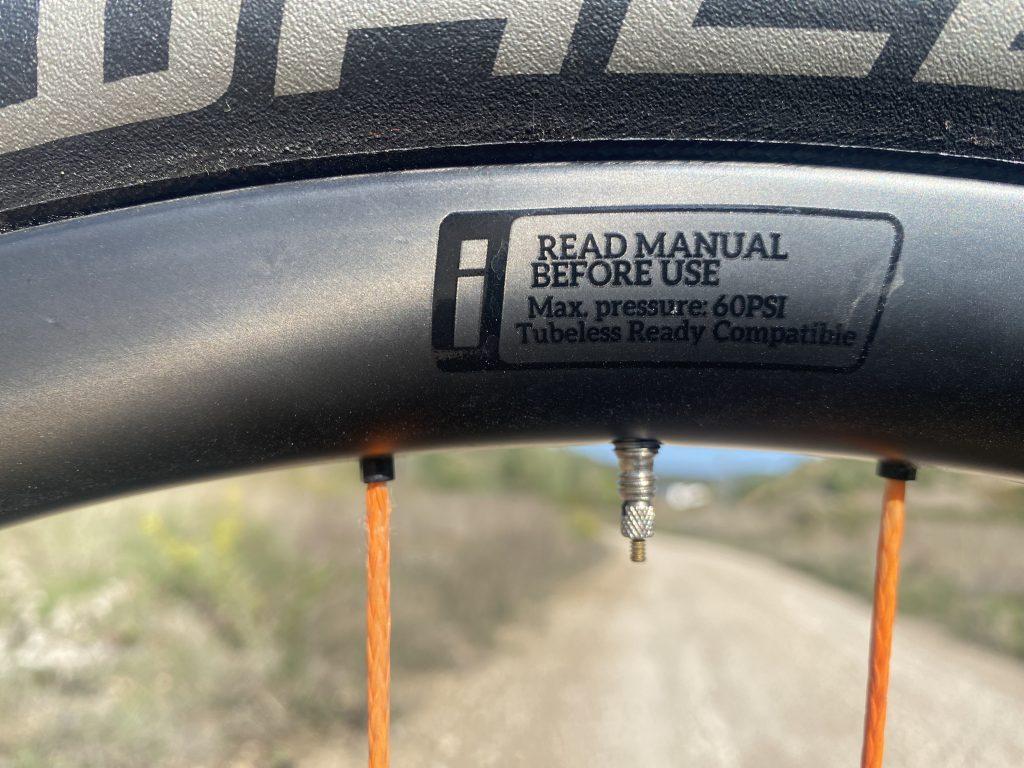 READ MANUAL
BEFORE USE
Max. pressure: 60PSI
Tubeless Ready Compatible